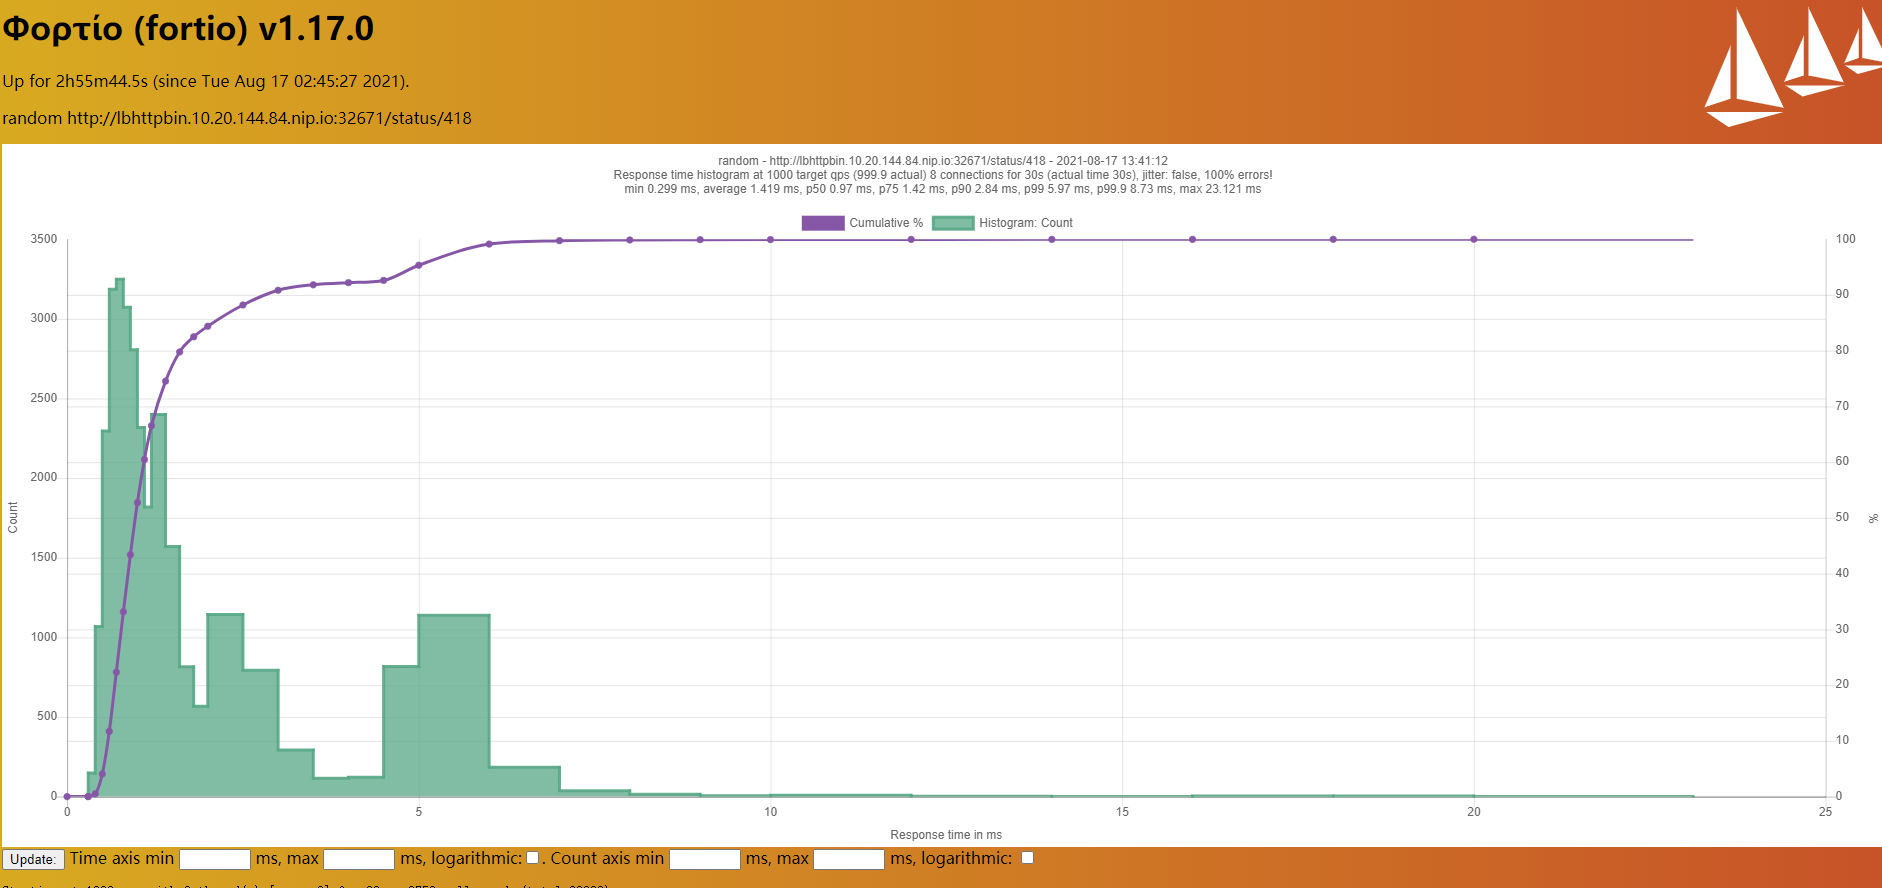 Φορτίο (fortio) v1.17.0
Up for 2h55m44.5s (since Tue Aug 17 02:45:27 2021).
random http://lbhttpbin.10.20.144.84.nip.io:32671/status/418
random - http://lbhttpbin.10.20.144.84.nip.io:32671/status/418 - 2021-08-17 13:41:12
Response time histogram at 1000 target qps (999.9 actual) 8 connections for 30s (actual time 30s), jitter: false, 100% errors!
min 0.299 ms, average 1.419 ms, p50 0.97 ms, p75 1.42 ms, p90 2.84 ms, p99 5.97 ms, p99.9 8.73 ms, max 23.121 ms
Cumulative % Histogram: Count
3500
3000
2500
2000
1500
1000
500
0
Count
100
90
80
70
60
50
40
30
20
10
0
%
0 5 10 15 20 25
Response time in ms
Update: Time axis min ms, max ms, logarithmic: . Count axis min ms, max ms, logarithmic: